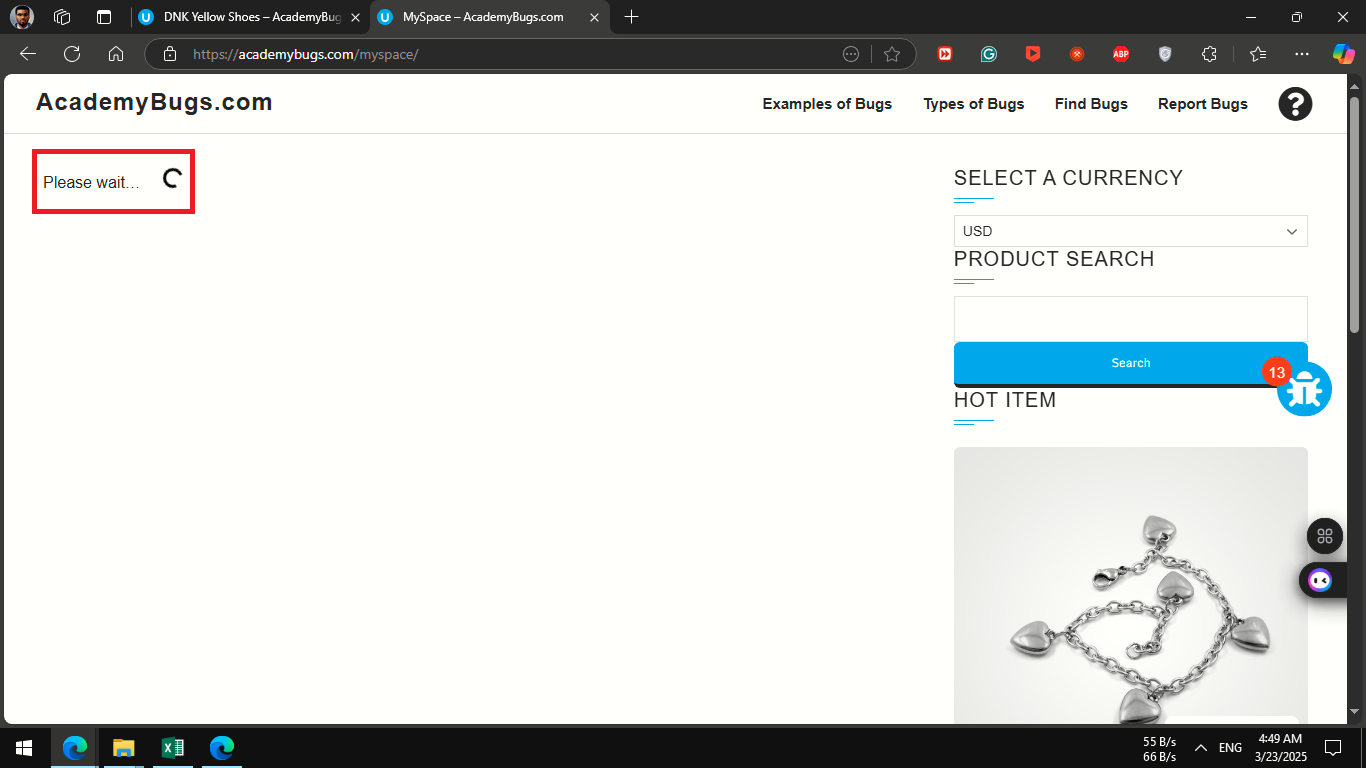 DNK Yellow Shoes – AcademyBug
MySpace – AcademyBugs.com
https://academybugs.com/myspace/
ABP
AcademyBugs.com
Examples of Bugs
Types of Bugs
Find Bugs
Report Bugs
?
Please wait…
SELECT A CURRENCY
USD
PRODUCT SEARCH
Search
13
HOT ITEM
55 B/s
66 B/s
ENG
4:49 AM
3/23/2025